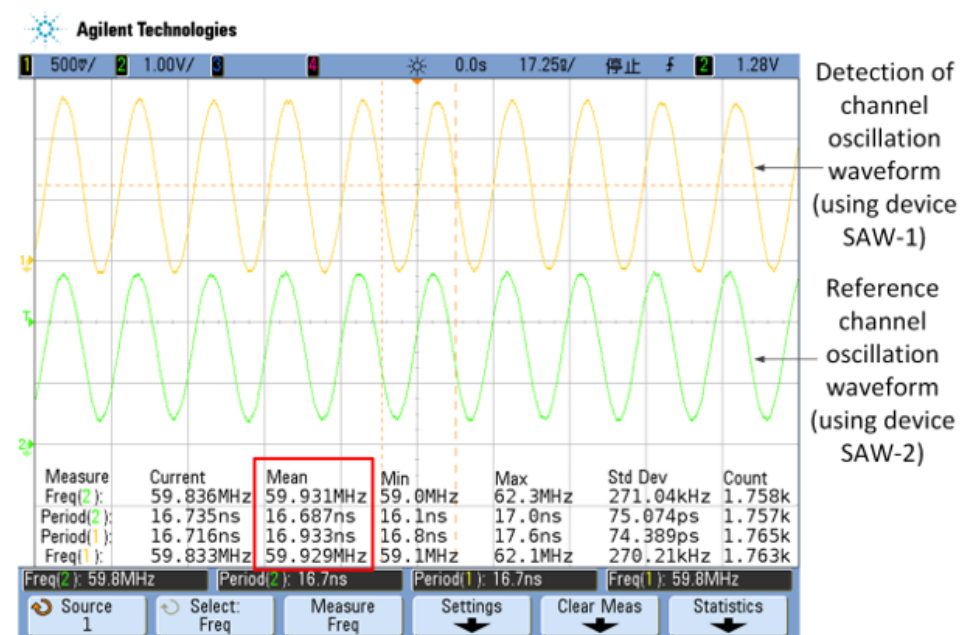 Agilent Technologies
1 500▿/ 2 1.00V/ 3 4 0.0s 17.25▿/ 停止 f 2 1.28V
Detection of
channel
oscillation
waveform
(using device
SAW-1)
1
Reference
channel
oscillation
waveform
(using device
SAW-2)
T
2
Measure Current Mean Min Max Std Dev Count
Freq(2): 59.836MHz 59.931MHz 59.0MHz 62.3MHz 271.04kHz 1.758k
Period(2): 16.735ns 16.687ns 16.1ns 17.0ns 75.074ps 1.757k
Period(1): 16.716ns 16.933ns 16.8ns 17.6ns 74.389ps 1.765k
Freq(1): 59.833MHz 59.929MHz 59.1MHz 62.1MHz 270.21kHz 1.763k
Freq(2): 59.8MHz Period(2): 16.7ns Period(1): 16.7ns Freq(1): 59.8MHz
Source Select: Measure Settings Clear Meas Statistics
1 Freq Freq